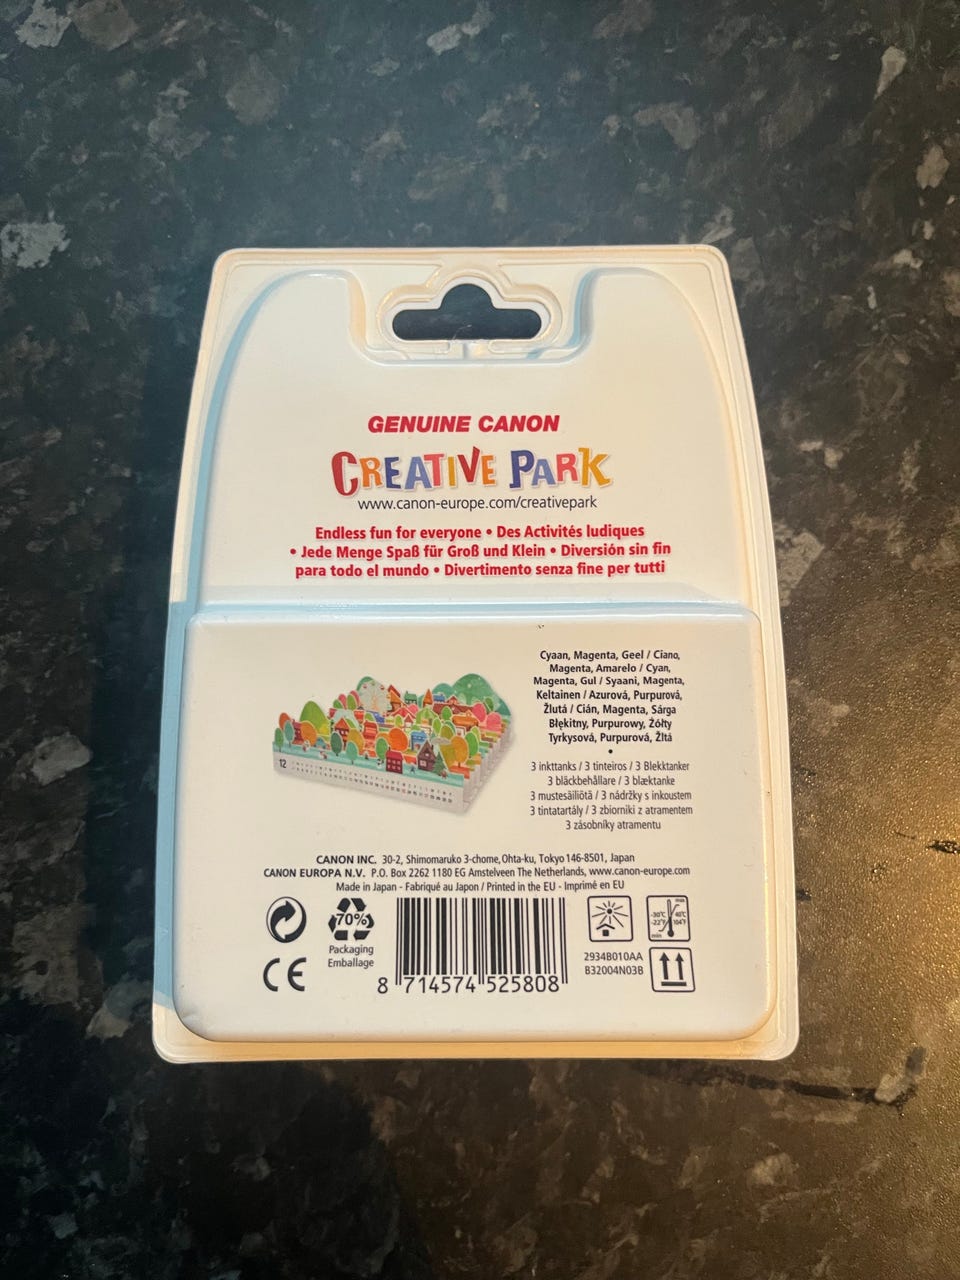 GENUINE CANON
CREATIVE PARK
www.canon-europe.com/creativepark
Endless fun for everyone • Des Activités ludiques
• Jede Menge Spaß für Groß und Klein • Diversión sin fin
para todo el mundo • Divertimento senza fine per tutti
Cyaan, Magenta, Geel / Ciano,
Magenta, Amarelo / Cyan,
Magenta, Gul / Syaani, Magenta,
Keltainen / Azurová, Purpurová,
Žlutá / Cián, Magenta, Sárga
Błękitny, Purpurowy, Żółty
Tyrkysová, Purpurová, Žltá
•
3 inkttanks / 3 tinteiros / 3 Blekktanker
3 bläckbehållare / 3 blæktanke
3 mustesäiliötä / 3 nádržky s inkoustem
3 tintatartály / 3 zbiorniki z atramentem
3 zásobníky atramentu
12
CANON INC. 30-2, Shimomaruko 3-chome, Ohta-ku, Tokyo 146-8501, Japan
CANON EUROPA N.V. P.O. Box 2262 1180 EG Amstelveen The Netherlands, www.canon-europe.com
Made in Japan - Fabriqué au Japon / Printed in the EU - Imprimé en EU
70%
Packaging
Emballage
CE
8 714574 525808
max
-30°C 40°C
-22°F 104°F
min
2934B010AA
B32004N03B